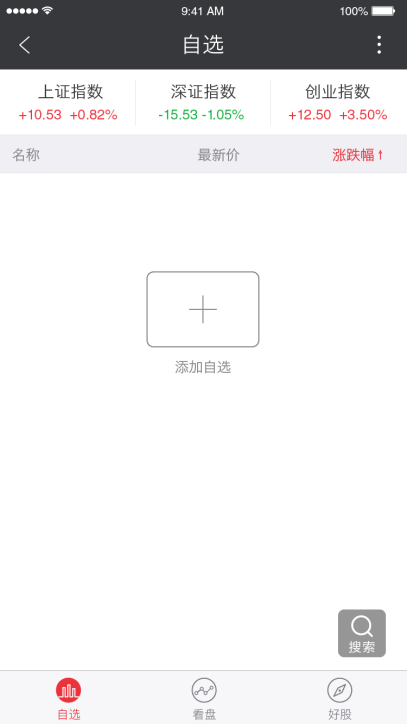 9:41 AM 100%
自选
上证指数 深证指数 创业指数
+10.53 +0.82% -15.53 -1.05% +12.50 +3.50%
名称 最新价 涨跌幅↑
添加自选
搜索
自选 看盘 好股